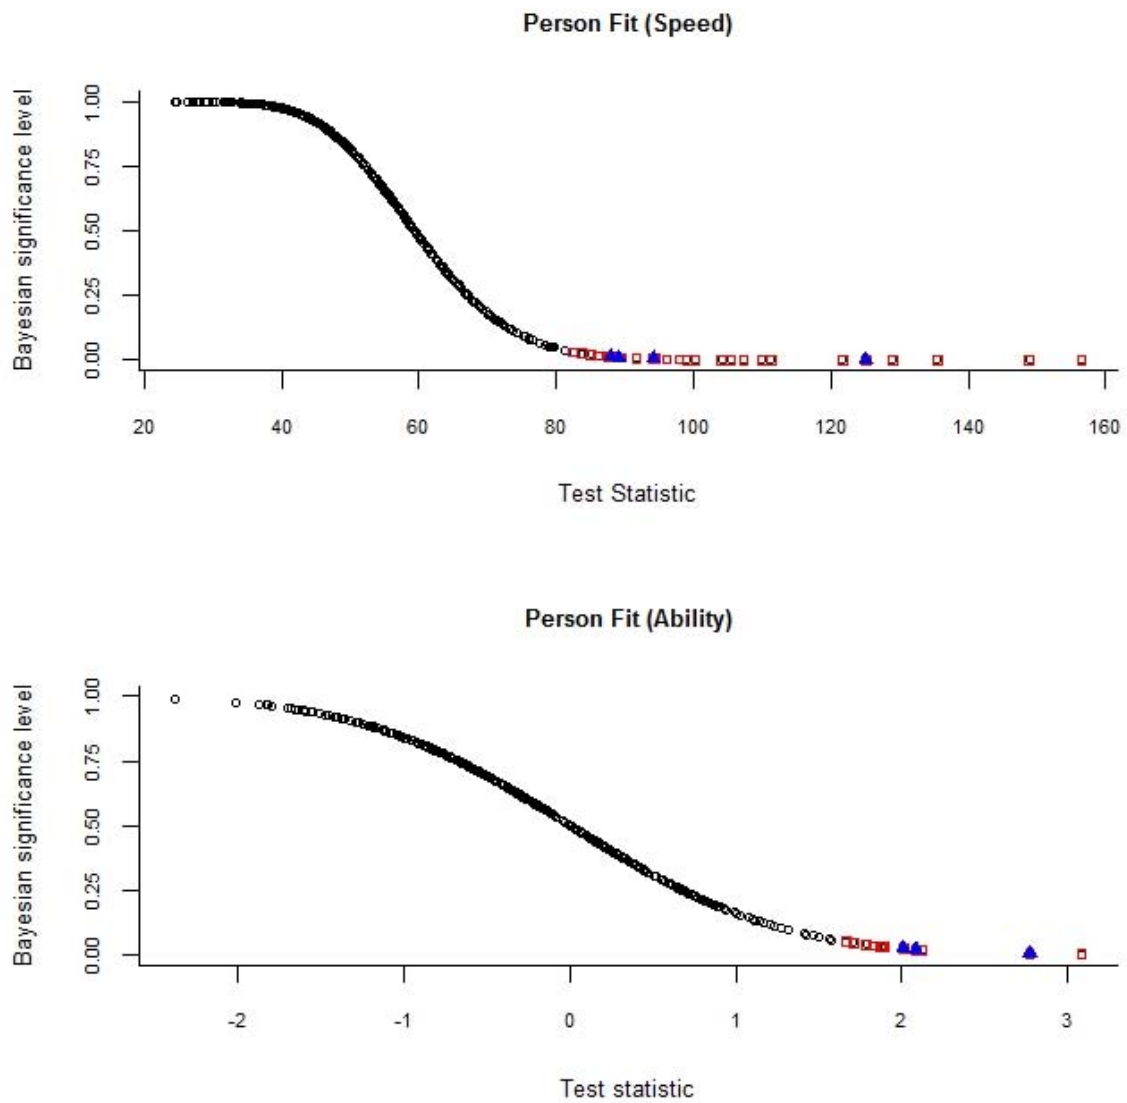 Person Fit (Speed)
Bayesian significance level
1.00
0.75
0.50
0.25
0.00
20 40 60 80 100 120 140 160
Test Statistic
Person Fit (Ability)
Bayesian significance level
1.00
0.75
0.50
0.25
0.00
-2 -1 0 1 2 3
Test statistic